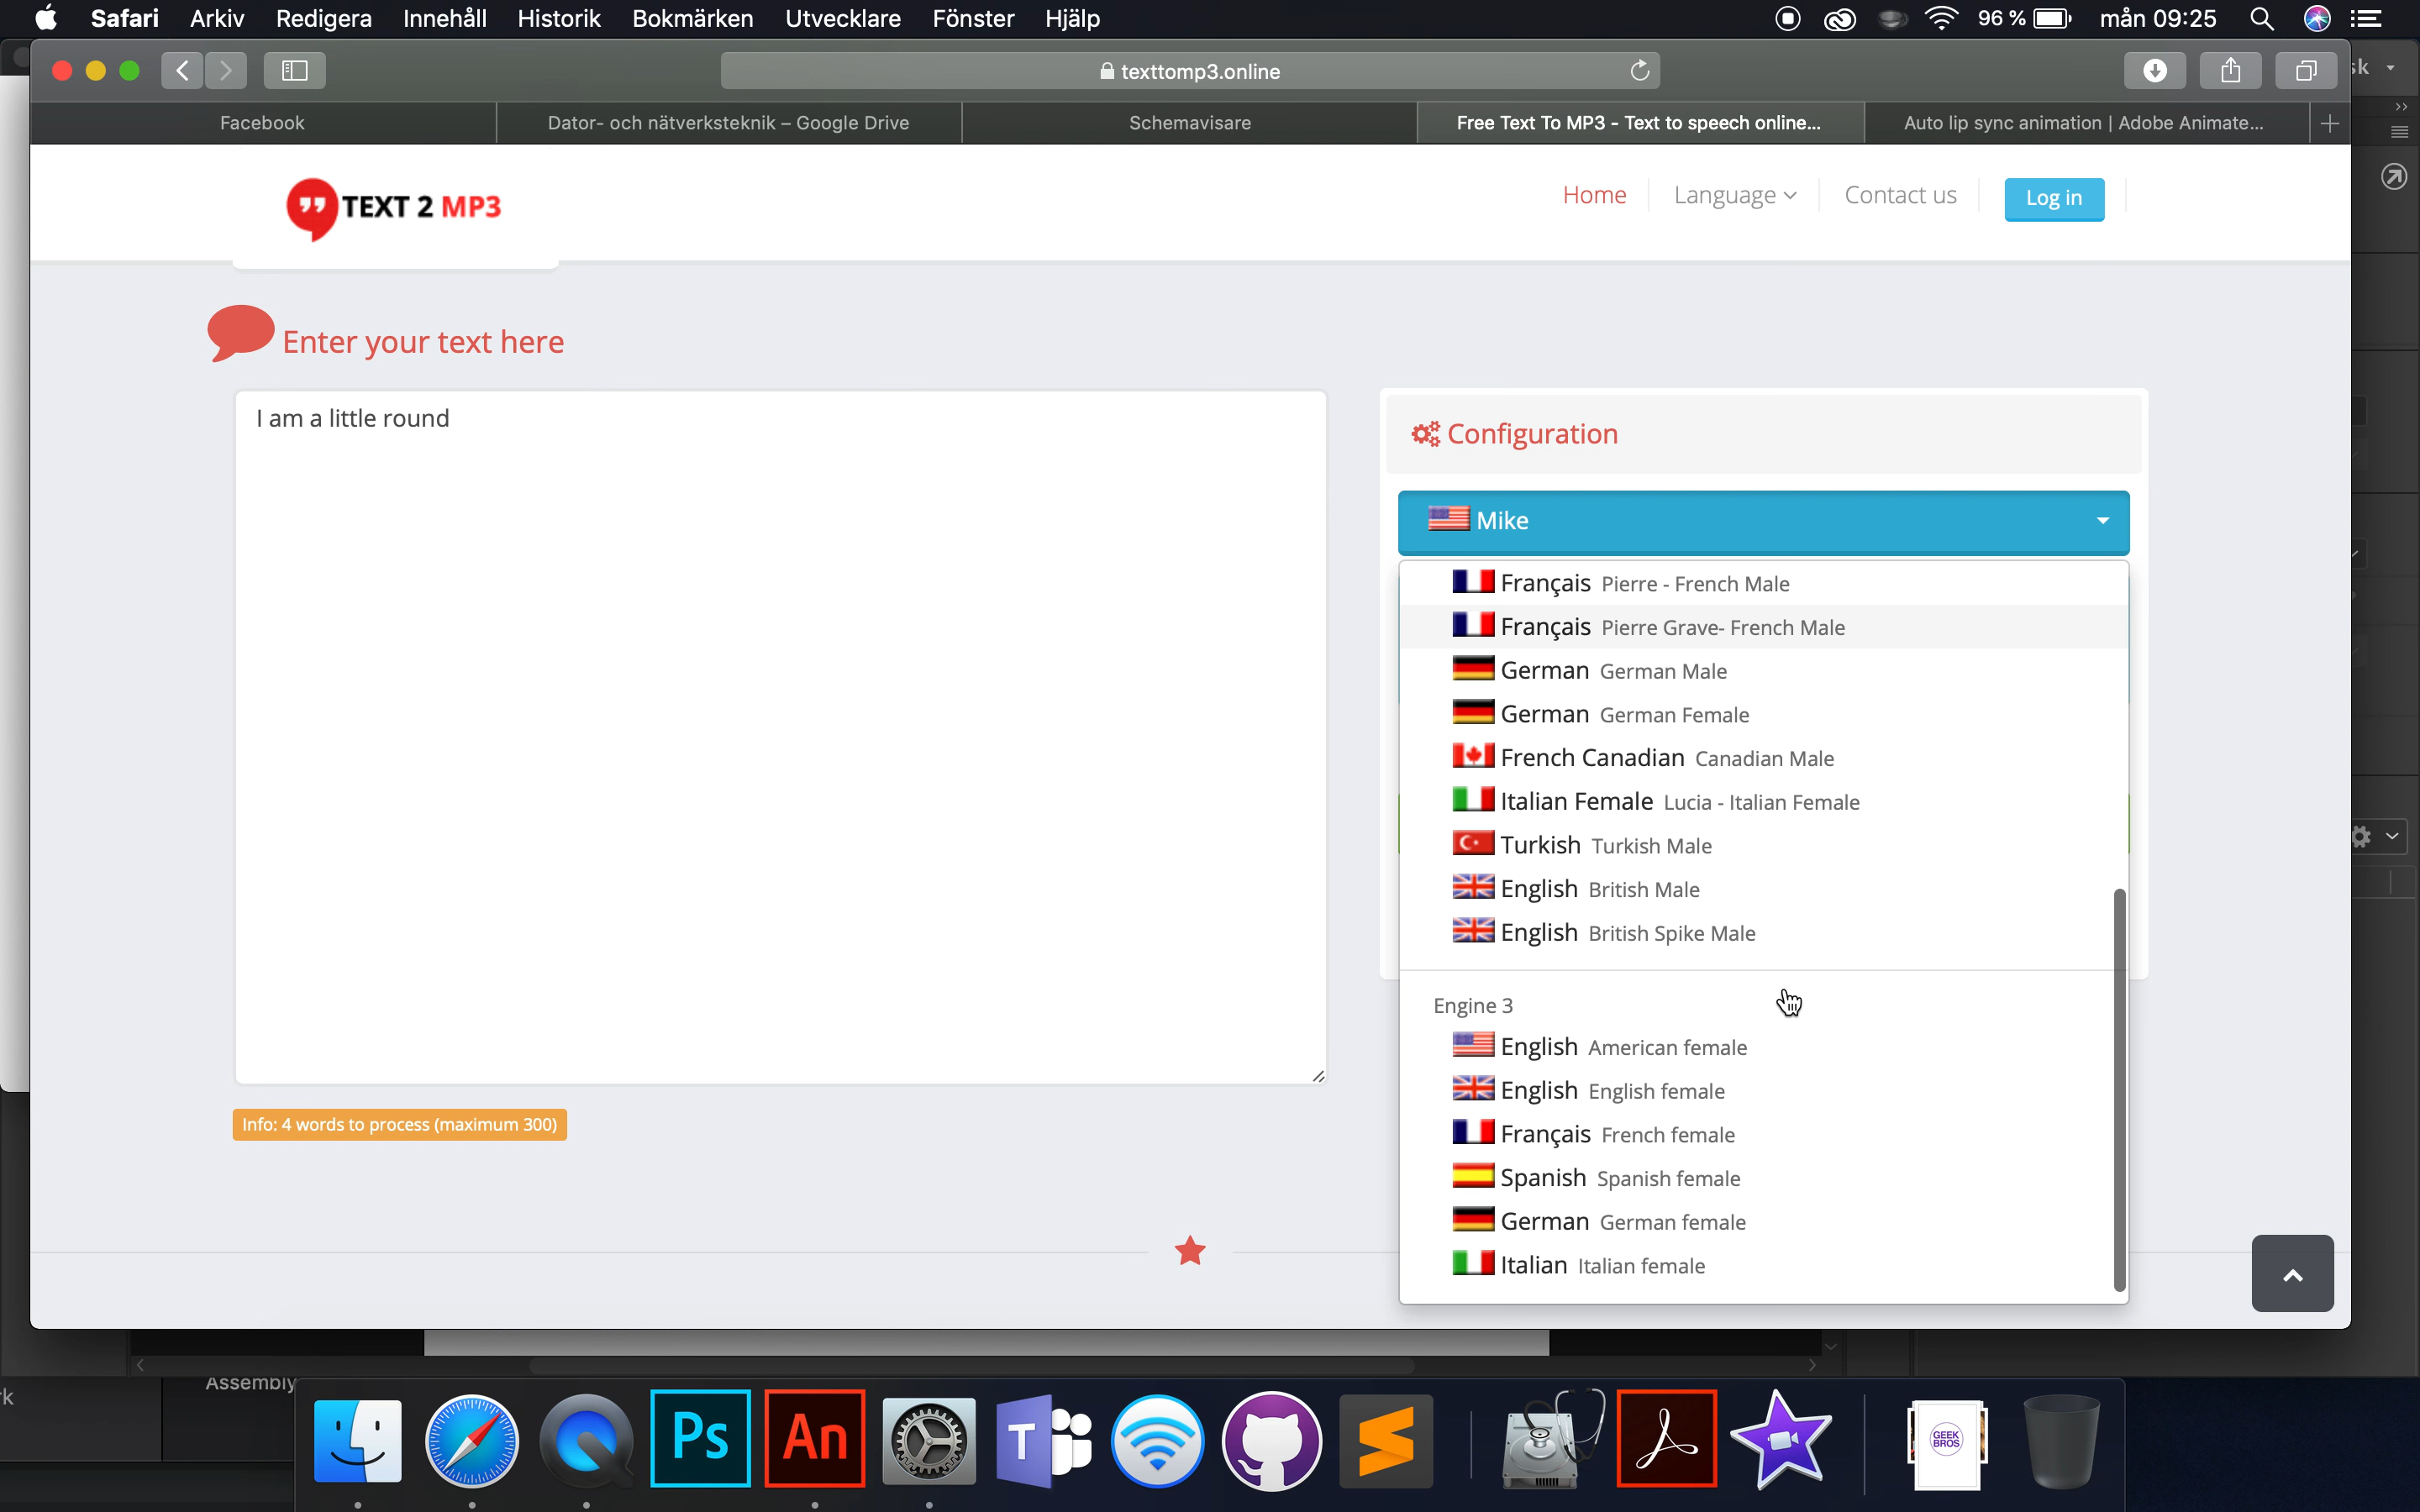 Safari Arkiv Redigera Innehåll Historik Bokmärken Utvecklare Fönster Hjälp 96 % mån 09:25
texttomp3.online
sk
Facebook Dator- och nätverksteknik – Google Drive Schemavisare Free Text To MP3 - Text to speech online... Auto lip sync animation | Adobe Animate...
TEXT 2 MP3
Home Language Contact us Log in
Enter your text here
I am a little round
Configuration
Mike
Français Pierre - French Male
Français Pierre Grave- French Male
German German Male
German German Female
French Canadian Canadian Male
Italian Female Lucia - Italian Female
Turkish Turkish Male
English British Male
English British Spike Male
Engine 3
English American female
English English female
Français French female
Spanish Spanish female
German German female
Italian Italian female
Info: 4 words to process (maximum 300)
rk
Assembly
Ps An T
GEEK
BROS